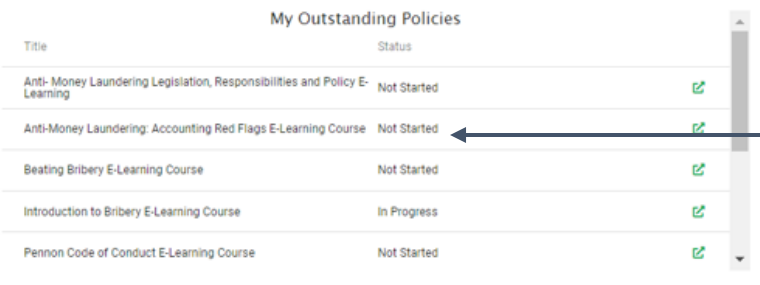 My Outstanding Policies
Title Status
Anti- Money Laundering Legislation, Responsibilities and Policy E-
Learning Not Started
Anti-Money Laundering: Accounting Red Flags E-Learning Course Not Started
Beating Bribery E-Learning Course Not Started
Introduction to Bribery E-Learning Course In Progress
Pennon Code of Conduct E-Learning Course Not Started